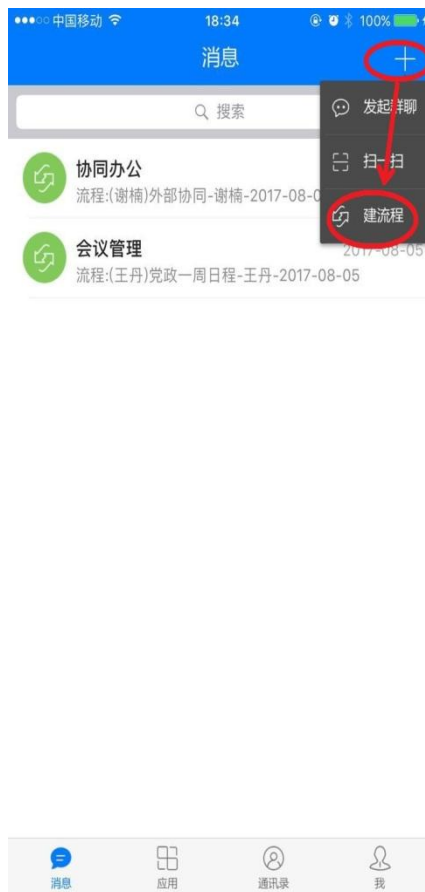 中国移动 18:34 100%
消息
搜索
发起群聊
扫一扫
建流程
协同办公
流程:(谢楠)外部协同-谢楠-2017-08-0
会议管理
2017-08-05
流程:(王丹)党政一周日程-王丹-2017-08-05
消息 应用 通讯录 我